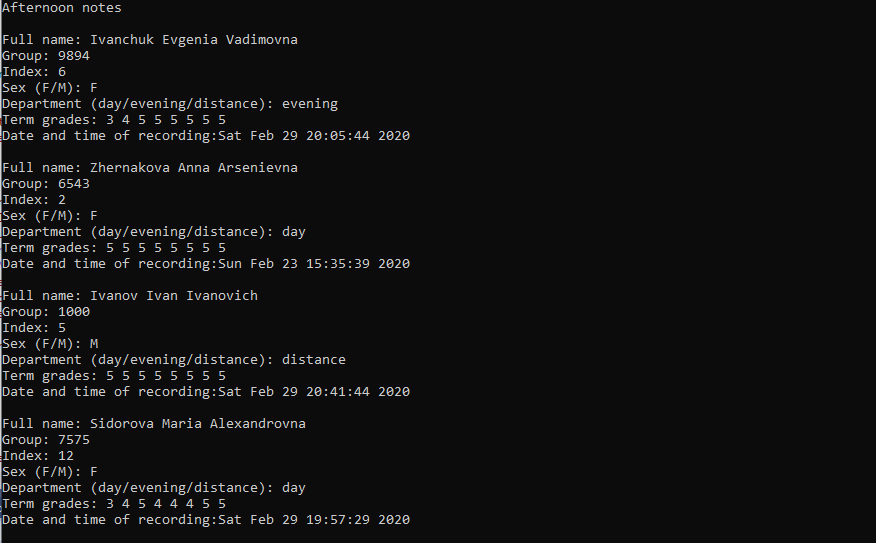 Afternoon notes
Full name: Ivanchuk Evgenia Vadimovna
Group: 9894
Index: 6
Sex (F/M): F
Department (day/evening/distance): evening
Term grades: 3 4 5 5 5 5 5 5
Date and time of recording:Sat Feb 29 20:05:44 2020
Full name: Zhernakova Anna Arsenievna
Group: 6543
Index: 2
Sex (F/M): F
Department (day/evening/distance): day
Term grades: 5 5 5 5 5 5 5 5
Date and time of recording:Sun Feb 23 15:35:39 2020
Full name: Ivanov Ivan Ivanovich
Group: 1000
Index: 5
Sex (F/M): M
Department (day/evening/distance): distance
Term grades: 5 5 5 5 5 5 5 5
Date and time of recording:Sat Feb 29 20:41:44 2020
Full name: Sidorova Maria Alexandrovna
Group: 7575
Index: 12
Sex (F/M): F
Department (day/evening/distance): day
Term grades: 3 4 5 4 4 4 5 5
Date and time of recording:Sat Feb 29 19:57:29 2020